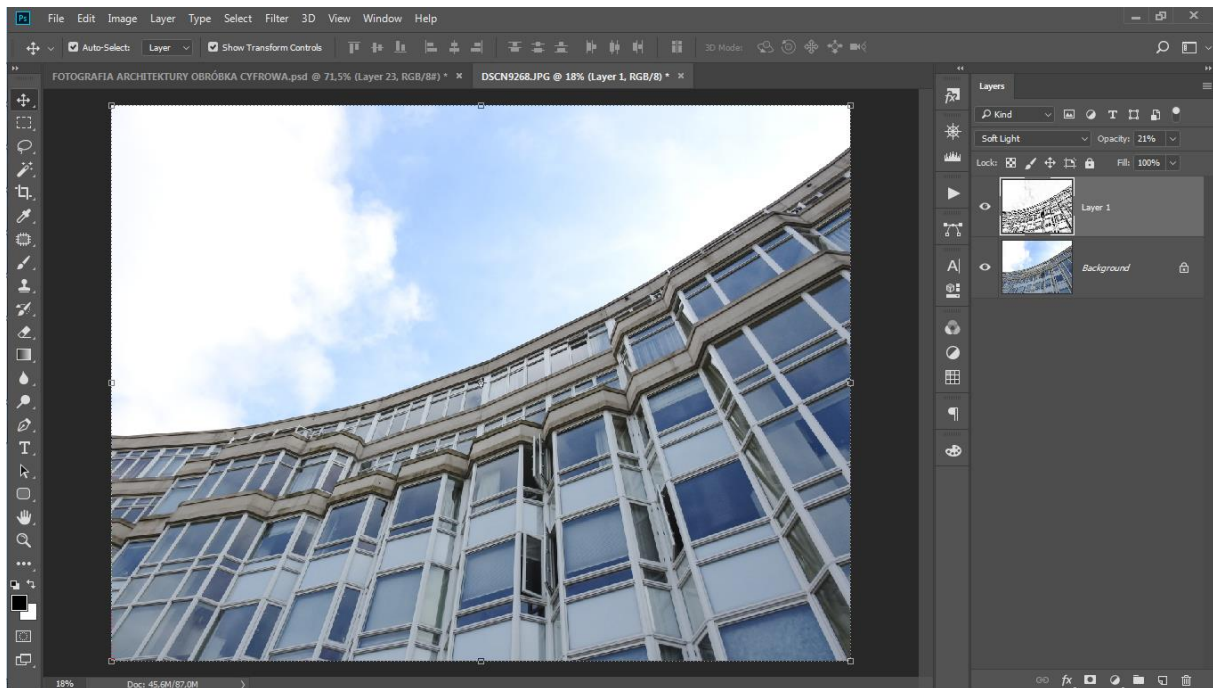 Ps File Edit Image Layer Type Select Filter 3D View Window Help
Auto-Select: Layer Show Transform Controls 3D Mode:
FOTOGRAFIA ARCHITEKTURY OBRÓBKA CYFROWA.psd @ 71,5% (Layer 23, RGB/8#) * × DSCN9268.JPG @ 18% (Layer 1, RGB/8) * ×
Layers
Kind
Soft Light Opacity: 21%
Lock: Fill: 100%
Layer 1
Background
18% Doc: 45,6M/87,0M